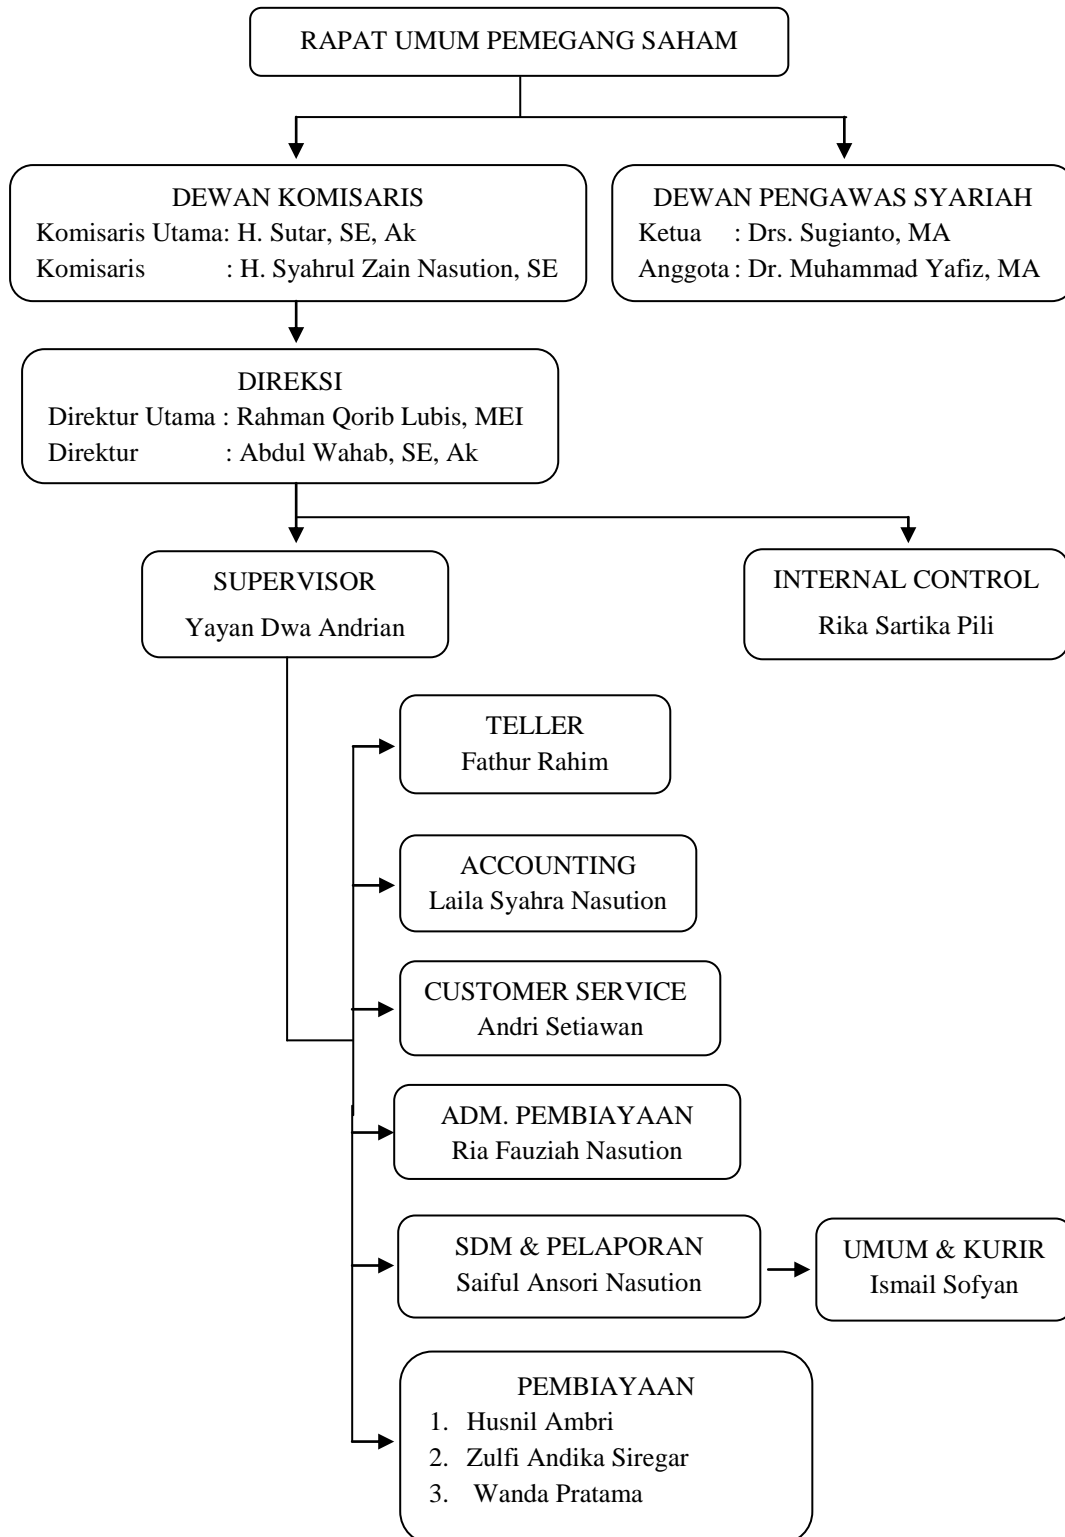 RAPAT UMUM PEMEGANG SAHAM
DEWAN KOMISARIS
Komisaris Utama: H. Sutar, SE, Ak
Komisaris : H. Syahrul Zain Nasution, SE
DEWAN PENGAWAS SYARIAH
Ketua : Drs. Sugianto, MA
Anggota : Dr. Muhammad Yafiz, MA
DIREKSI
Direktur Utama : Rahman Qorib Lubis, MEI
Direktur : Abdul Wahab, SE, Ak
SUPERVISOR
Yayan Dwa Andrian
INTERNAL CONTROL
Rika Sartika Pili
TELLER
Fathur Rahim
ACCOUNTING
Laila Syahra Nasution
CUSTOMER SERVICE
Andri Setiawan
ADM. PEMBIAYAAN
Ria Fauziah Nasution
SDM & PELAPORAN
Saiful Ansori Nasution
UMUM & KURIR
Ismail Sofyan
PEMBIAYAAN
1. Husnil Ambri
2. Zulfi Andika Siregar
3. Wanda Pratama